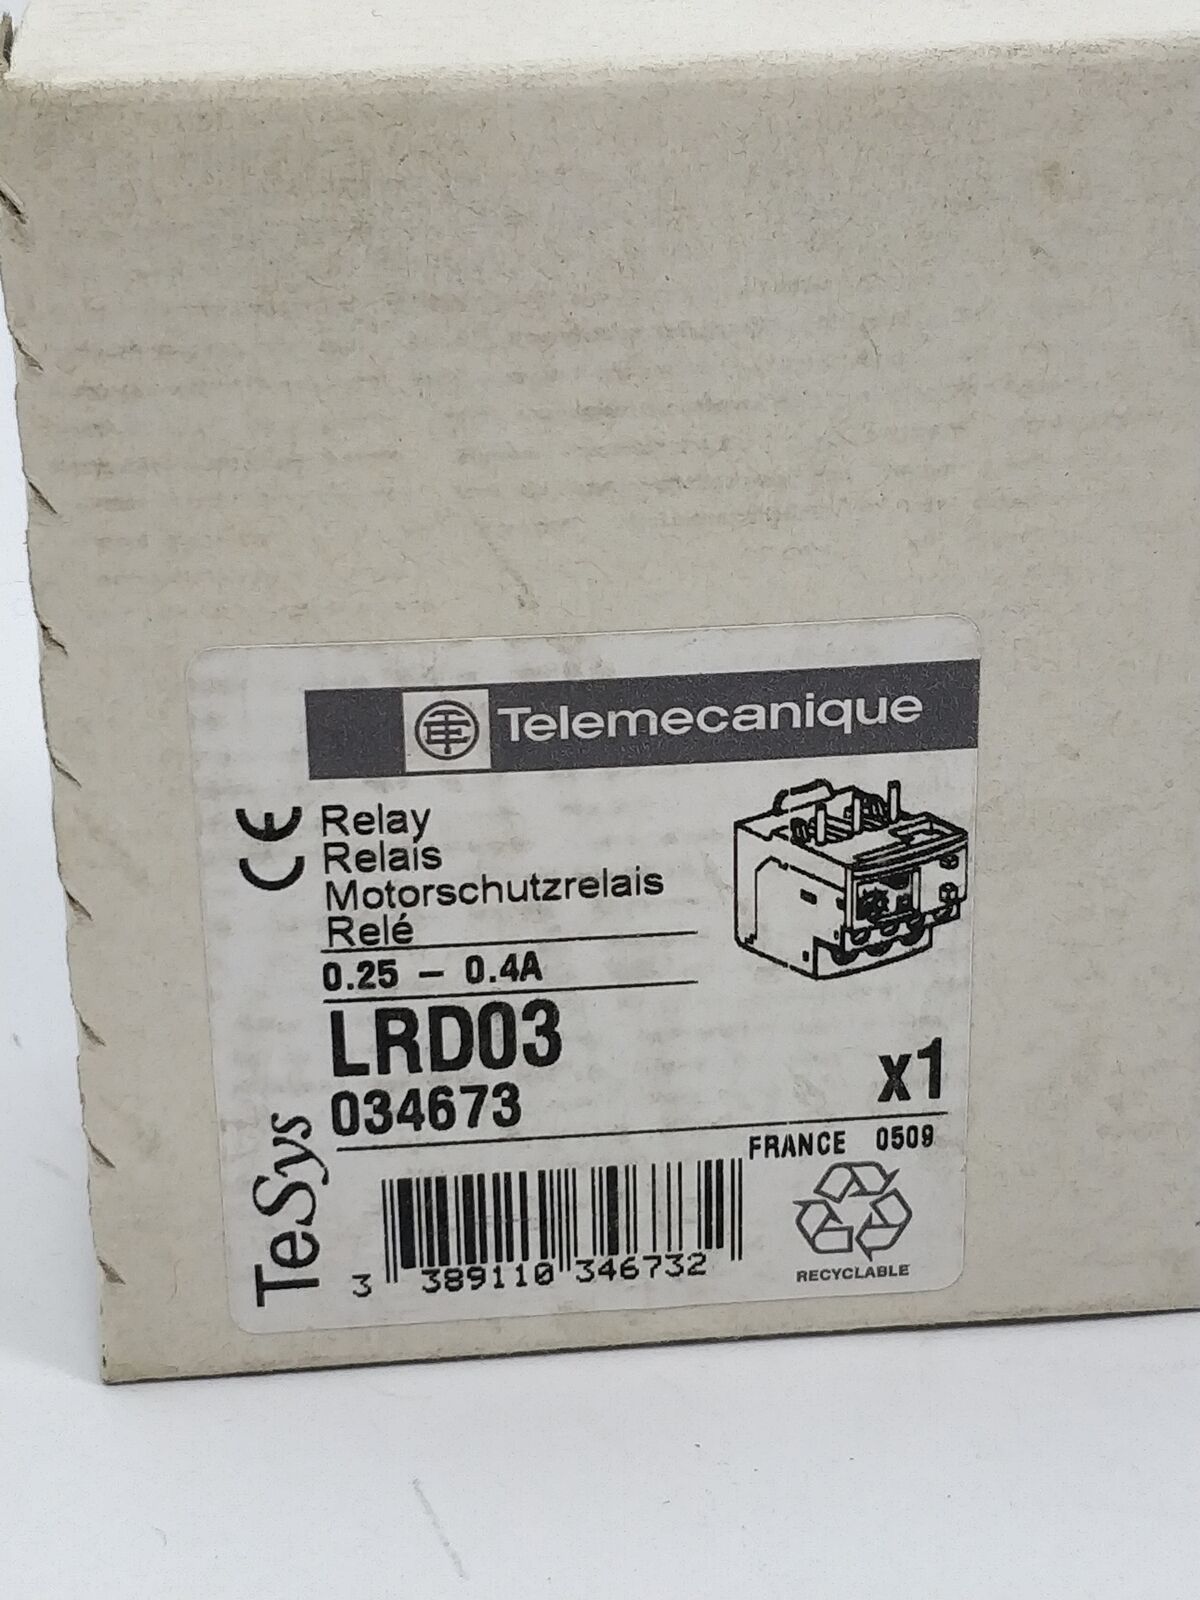 Telemecanique
CE Relay
Relais
Motorschutzrelais
Relé
0.25 - 0.4A
LRD03
034673
x1
FRANCE 0509
TeSys
3 389110 346732
RECYCLABLE